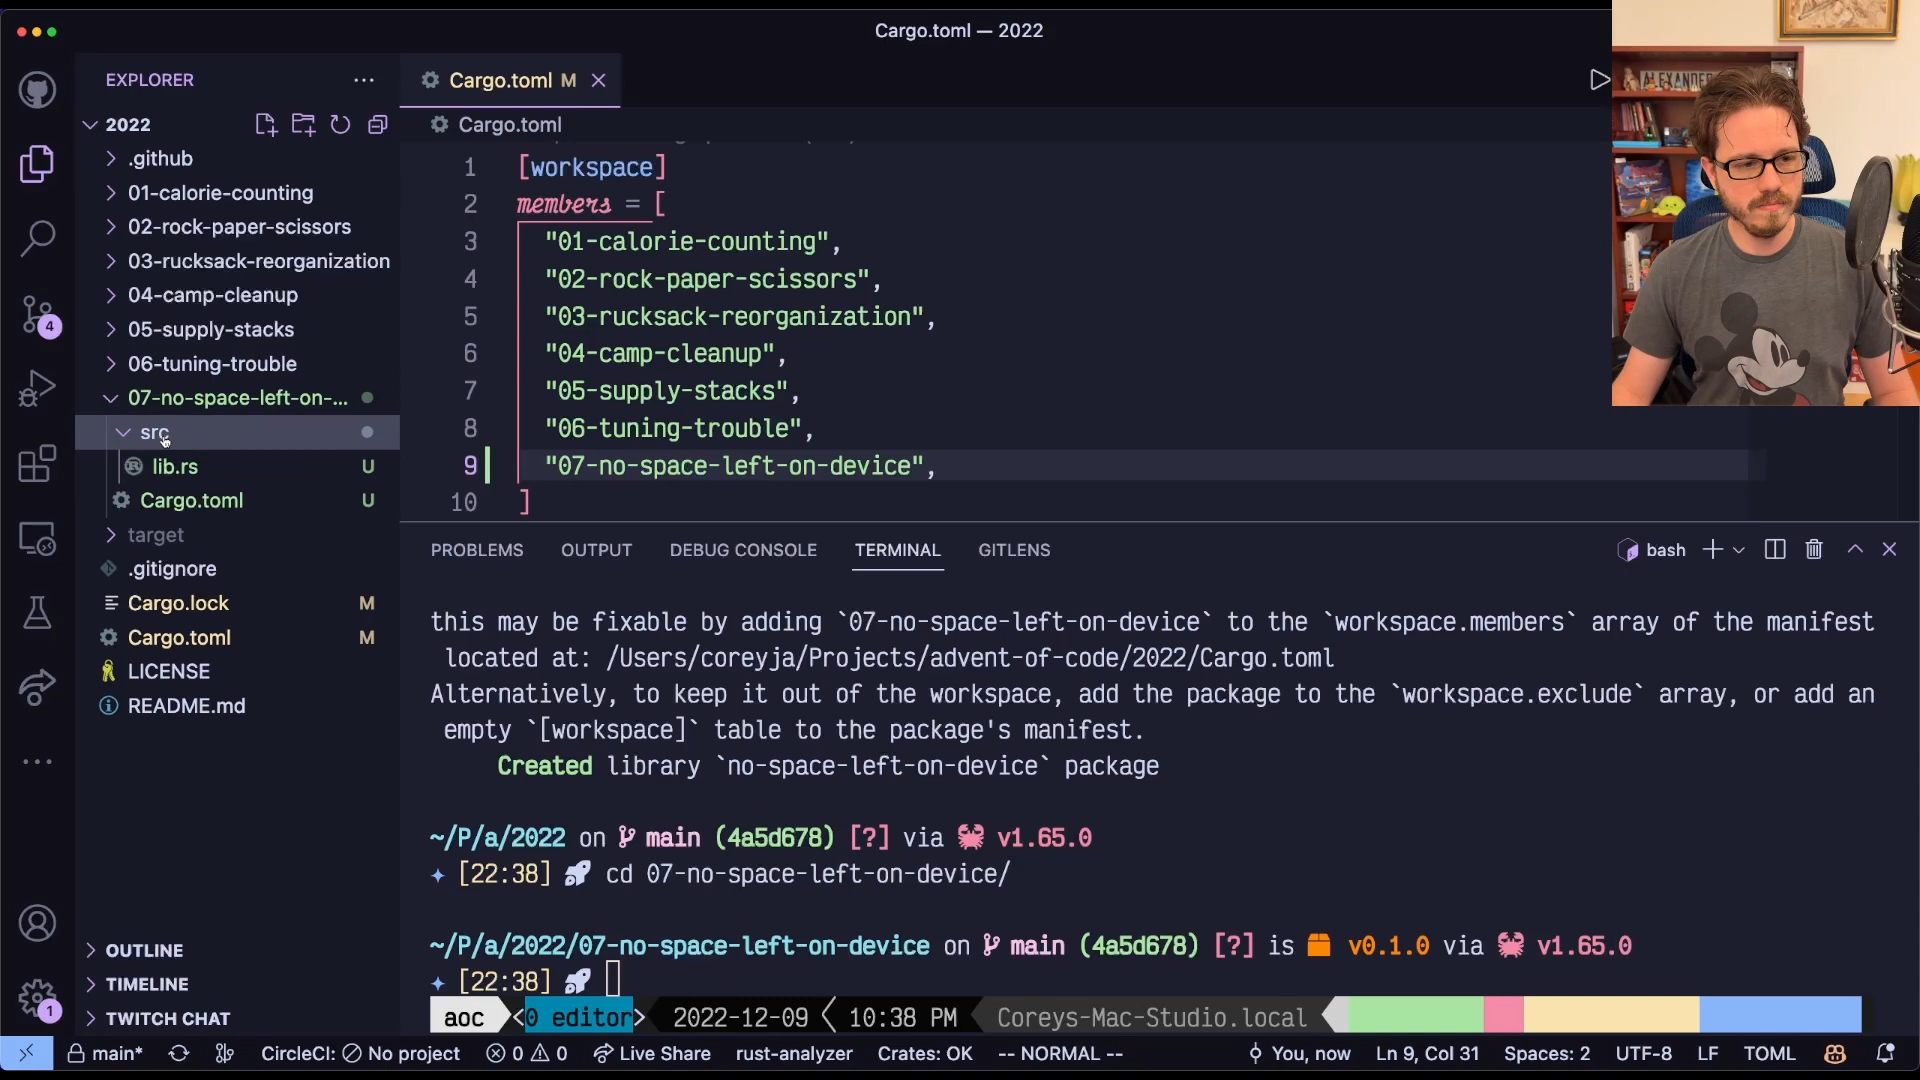 Cargo.toml — 2022
EXPLORER
Cargo.toml M
2022
Cargo.toml
.github
01-calorie-counting
02-rock-paper-scissors
03-rucksack-reorganization
04-camp-cleanup
05-supply-stacks
06-tuning-trouble
07-no-space-left-on-...
src
lib.rs U
Cargo.toml U
target
.gitignore
Cargo.lock M
Cargo.toml M
LICENSE
README.md
OUTLINE
TIMELINE
TWITCH CHAT
4
1
1 [workspace]
2 members = [
3 "01-calorie-counting",
4 "02-rock-paper-scissors",
5 "03-rucksack-reorganization",
6 "04-camp-cleanup",
7 "05-supply-stacks",
8 "06-tuning-trouble",
9 "07-no-space-left-on-device",
10 ]
ALEXANDER
PROBLEMS OUTPUT DEBUG CONSOLE TERMINAL GITLENS bash
this may be fixable by adding `07-no-space-left-on-device` to the `workspace.members` array of the manifest
located at: /Users/coreyja/Projects/advent-of-code/2022/Cargo.toml
Alternatively, to keep it out of the workspace, add the package to the `workspace.exclude` array, or add an
empty `[workspace]` table to the package's manifest.
Created library `no-space-left-on-device` package
~/P/a/2022 on main (4a5d678) [?] via v1.65.0
[22:38] cd 07-no-space-left-on-device/
~/P/a/2022/07-no-space-left-on-device on main (4a5d678) [?] is v0.1.0 via v1.65.0
[22:38]
aoc <0 editor> 2022-12-09 10:38 PM Coreys-Mac-Studio.local
main* CircleCI: No project 0 0 Live Share rust-analyzer Crates: OK -- NORMAL -- You, now Ln 9, Col 31 Spaces: 2 UTF-8 LF TOML